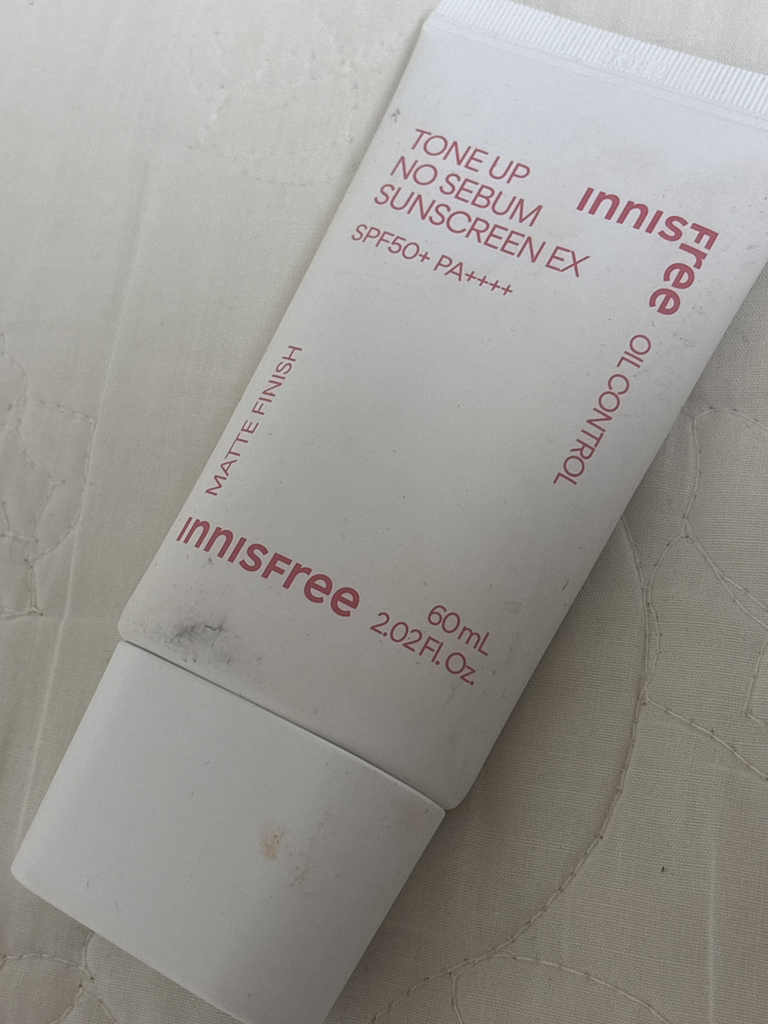 TONE UP
NO SEBUM
SUNSCREEN EX
SPF50+ PA++++
INNISFree
OIL CONTROL
MATTE FINISH
INNISFree
60mL
2.02Fl. Oz.